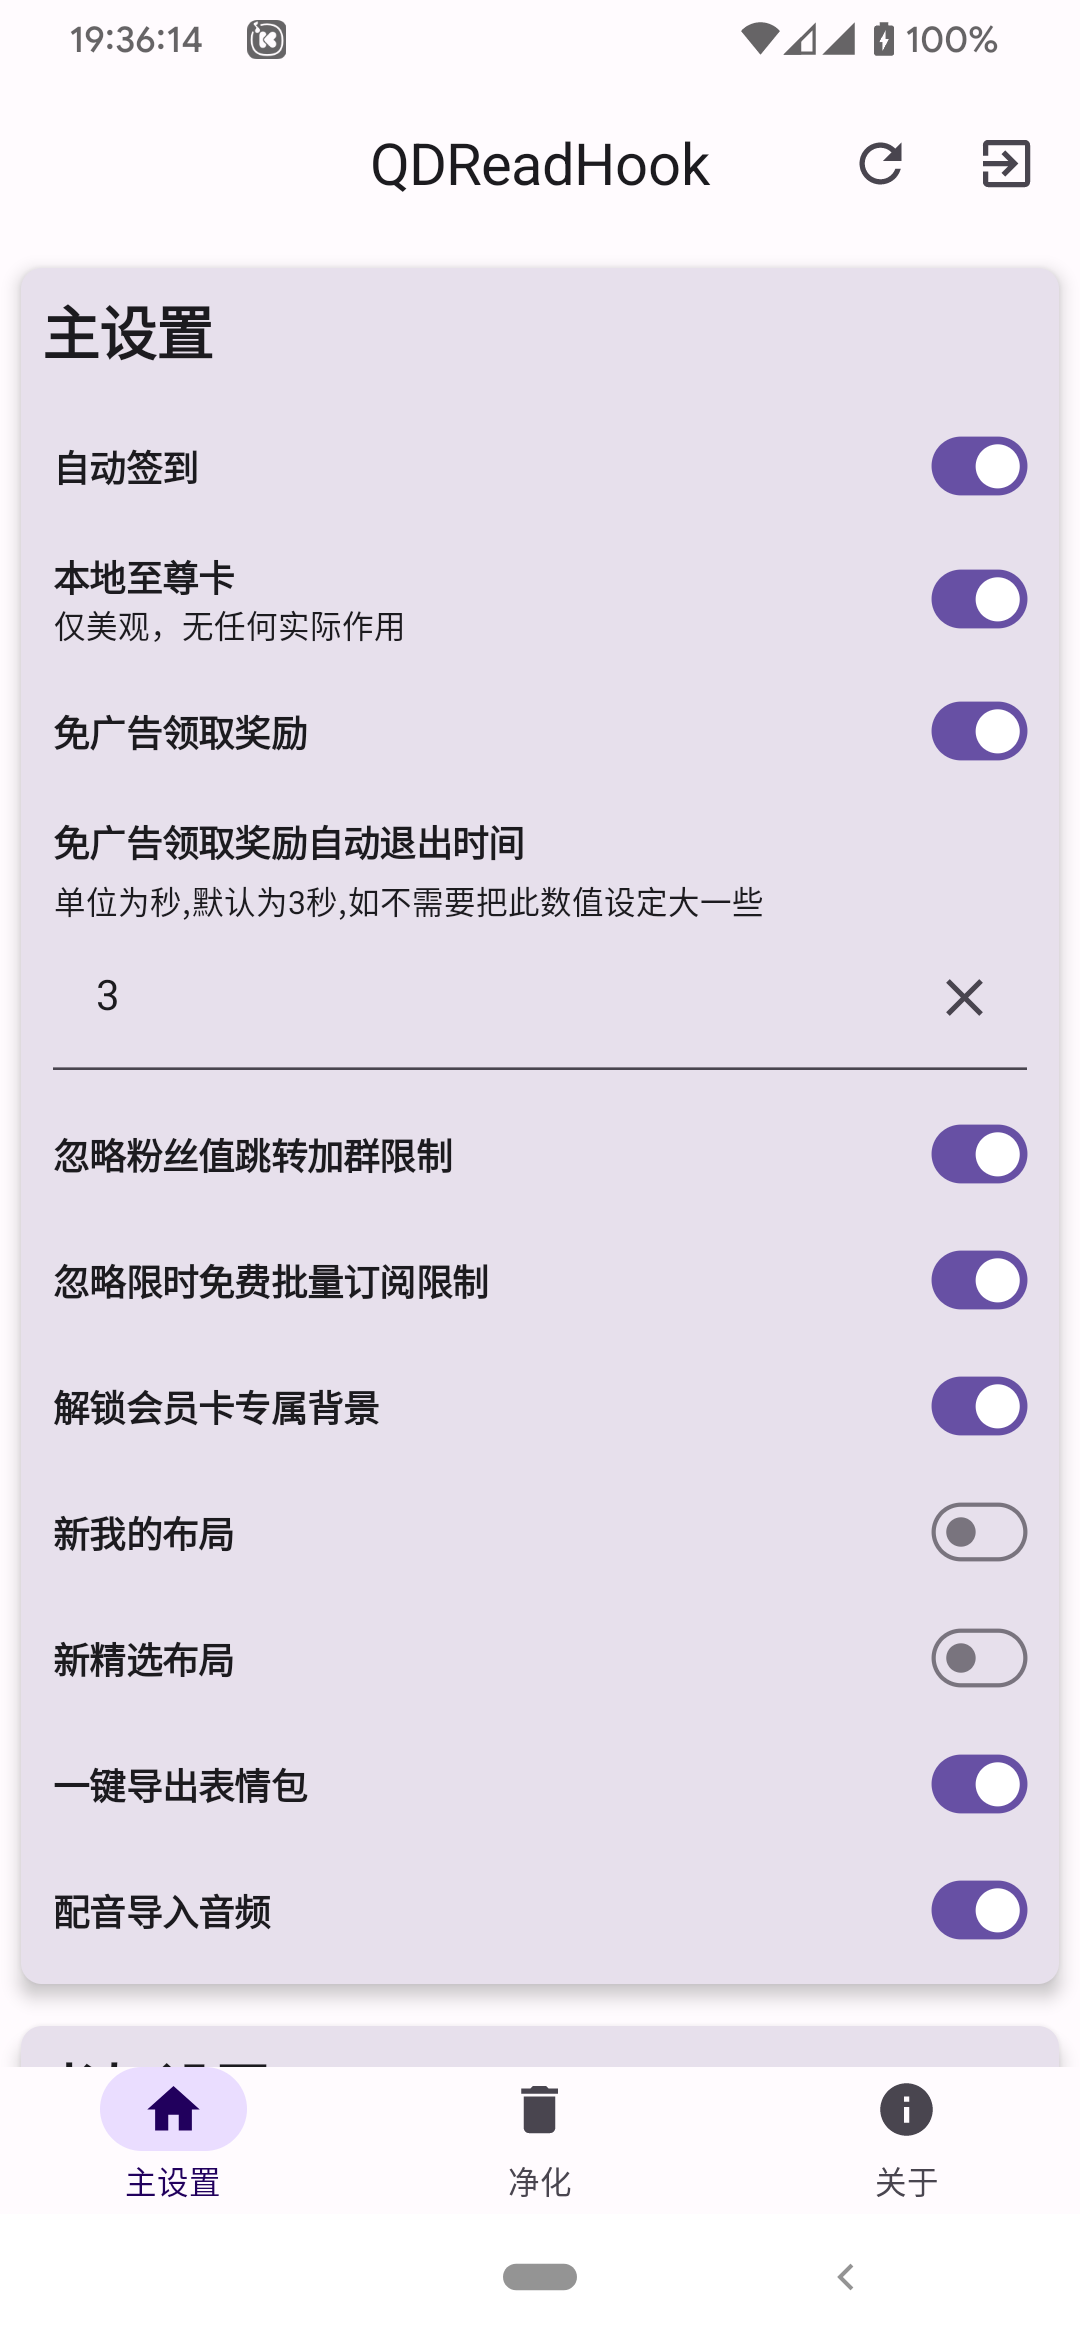 19:36:14
100%
QDReadHook
主设置
自动签到
本地至尊卡
仅美观，无任何实际作用
免广告领取奖励
免广告领取奖励自动退出时间
单位为秒,默认为3秒,如不需要把此数值设定大一些
3
忽略粉丝值跳转加群限制
忽略限时免费批量订阅限制
解锁会员卡专属背景
新我的布局
新精选布局
一键导出表情包
配音导入音频
主设置
净化
关于